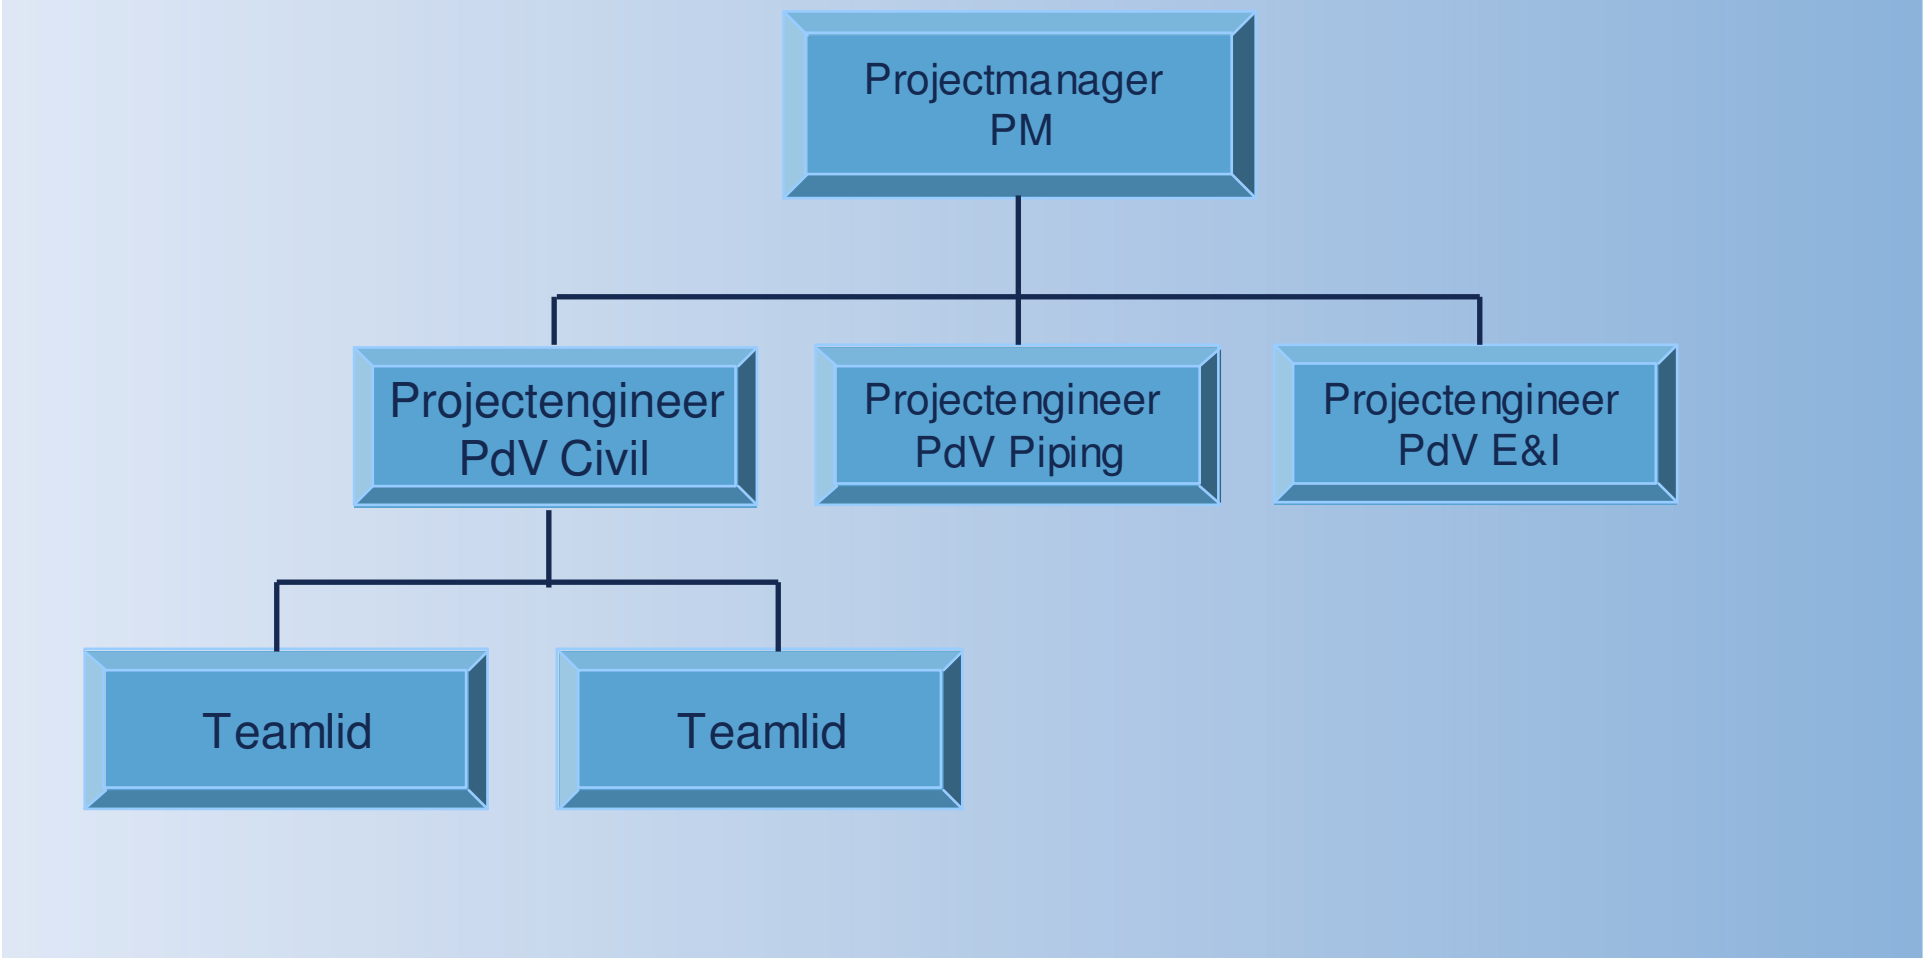 Projectmanager
PM
Projectengineer
PdV Civil
Projectengineer
PdV Piping
Projectengineer
PdV E&I
Teamlid
Teamlid